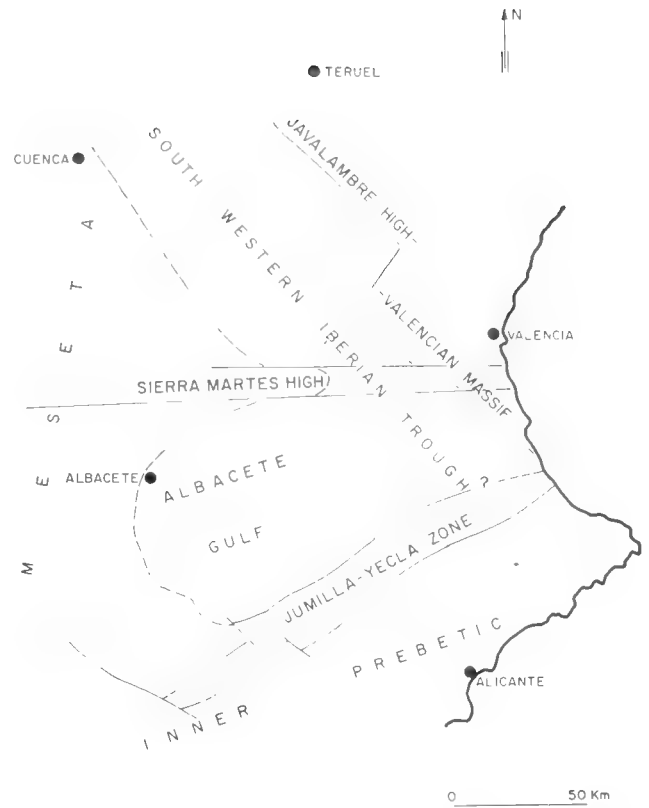 N
TERUEL
JAVALAMBRE HIGH
CUENCA
SOUTH WESTERN IBERIAN TROUGH ?
MESETA
VALENCIAN MASSIF
VALENCIA
SIERRA MARTES HIGH
ALBACETE
ALBACETE
GULF
JUMILLA-YECLA ZONE
INNER PREBETIC
ALICANTE
0 50 Km